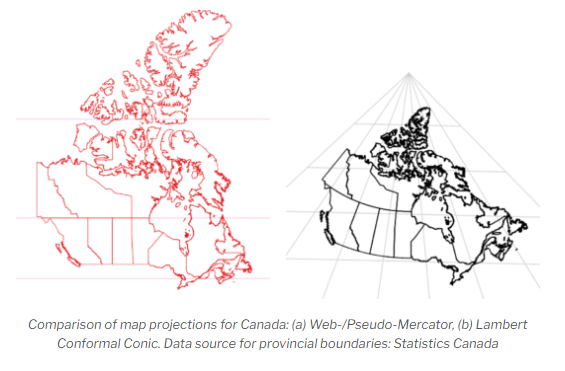 Comparison of map projections for Canada: (a) Web-/Pseudo-Mercator, (b) Lambert
Conformal Conic. Data source for provincial boundaries: Statistics Canada